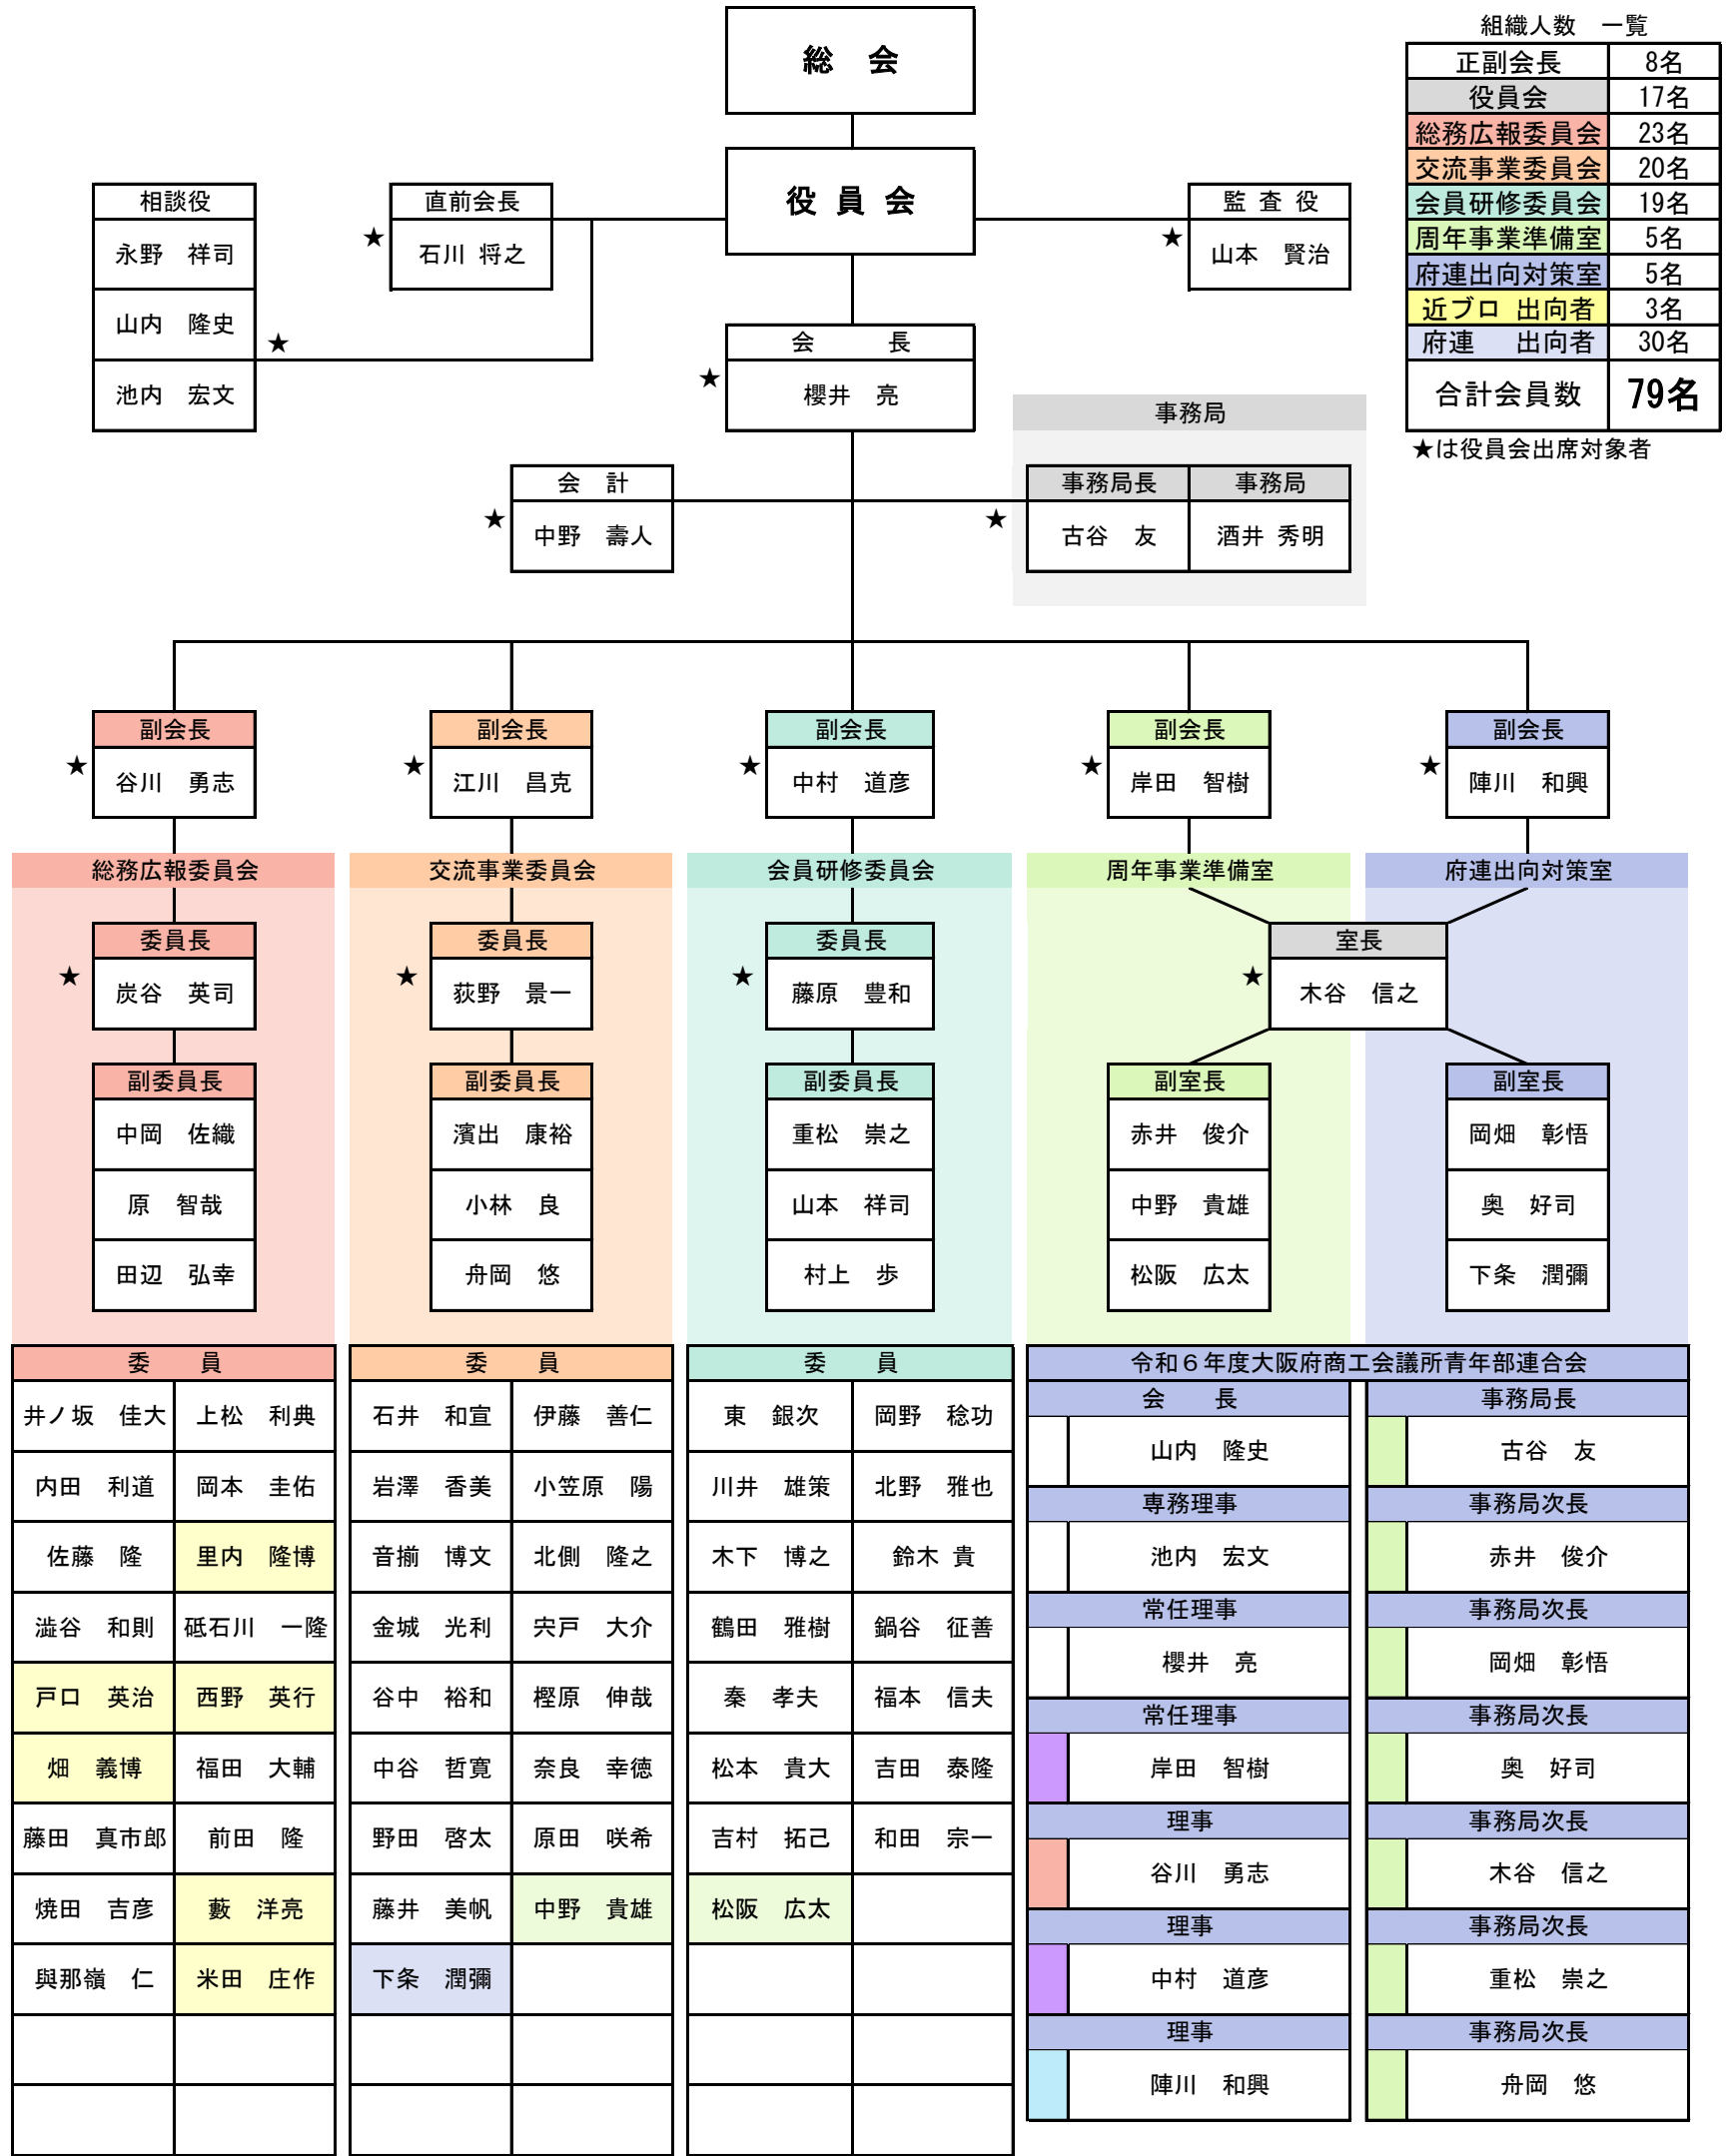 総　会
組織人数　一覧
正副会長　8名
役員会　17名
総務広報委員会　23名
交流事業委員会　20名
会員研修委員会　19名
周年事業準備室　5名
府連出向対策室　5名
近ブロ 出向者　3名
府連　出向者　30名
合計会員数　79名
★は役員会出席対象者
役 員 会
相談役
永野　祥司
山内　隆史
★
池内　宏文
直前会長
★ 石川 将之
監 査 役
★ 山本　賢治
会　長
★ 櫻井　亮
事務局
会 計
★ 中野　壽人
事務局長　事務局
★ 古谷　友　酒井 秀明
副会長　副会長　副会長　副会長　副会長
★ 谷川　勇志　★ 江川　昌克　★ 中村　道彦　★ 岸田　智樹　★ 陣川　和興
総務広報委員会　交流事業委員会　会員研修委員会　周年事業準備室　府連出向対策室
委員長　委員長　委員長　室長
★ 炭谷　英司　★ 荻野　景一　★ 藤原　豊和　★ 木谷　信之
副委員長　副委員長　副委員長　副室長　副室長
中岡　佐織　濱出　康裕　重松　崇之　赤井　俊介　岡畑　彰悟
原　智哉　小林　良　山本　祥司　中野　貴雄　奥　好司
田辺　弘幸　舟岡　悠　村上　歩　松阪　広太　下条　潤彌
委　員
井ノ坂　佳大　上松　利典
内田　利道　岡本　圭佑
佐藤　隆　里内　隆博
澁谷　和則　砥石川　一隆
戸口　英治　西野　英行
畑　義博　福田　大輔
藤田　真市郎　前田　隆
焼田　吉彦　藪　洋亮
與那嶺　仁　米田　庄作
委　員
石井　和宣　伊藤　善仁
岩澤　香美　小笠原　陽
音揃　博文　北側　隆之
金城　光利　宍戸　大介
谷中　裕和　樫原　伸哉
中谷　哲寛　奈良　幸徳
野田　啓太　原田　咲希
藤井　美帆　中野　貴雄
下条　潤彌
委　員
東　銀次　岡野　稔功
川井　雄策　北野　雅也
木下　博之　鈴木 貴
鶴田　雅樹　鍋谷　征善
秦　孝夫　福本　信夫
松本　貴大　吉田　泰隆
吉村　拓己　和田　宗一
松阪　広太
令和６年度大阪府商工会議所青年部連合会
会　長　事務局長
山内　隆史　古谷　友
専務理事　事務局次長
池内　宏文　赤井　俊介
常任理事　事務局次長
櫻井　亮　岡畑　彰悟
常任理事　事務局次長
岸田　智樹　奥　好司
理事　事務局次長
谷川　勇志　木谷　信之
理事　事務局次長
中村　道彦　重松　崇之
理事　事務局次長
陣川　和興　舟岡　悠